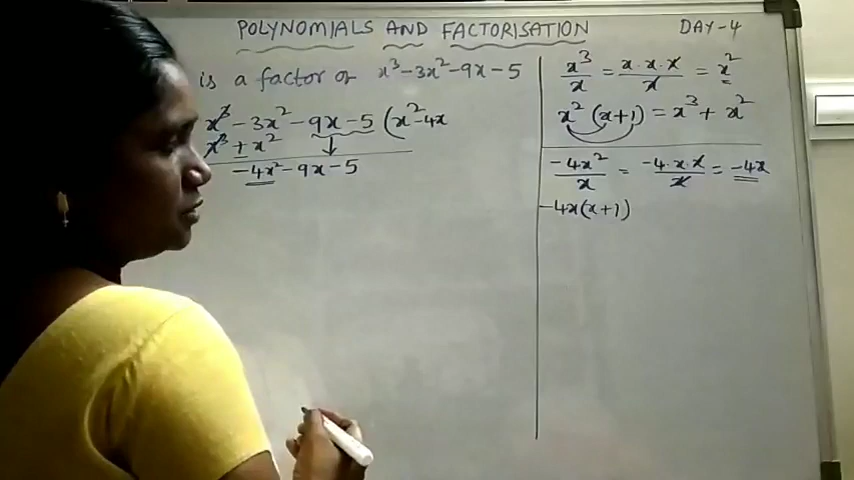 POLYNOMIALS AND FACTORISATION DAY-4
is a factor of x³-3x²-9x-5
x³ - 3x² - 9x - 5 (x²-4x
x³ + x²
-
-4x² - 9x - 5
x³/x = x·x·x/x = x²
x² (x+1) = x³ + x²
-4x²/x = -4·x·x/x = -4x
-4x(x+1)